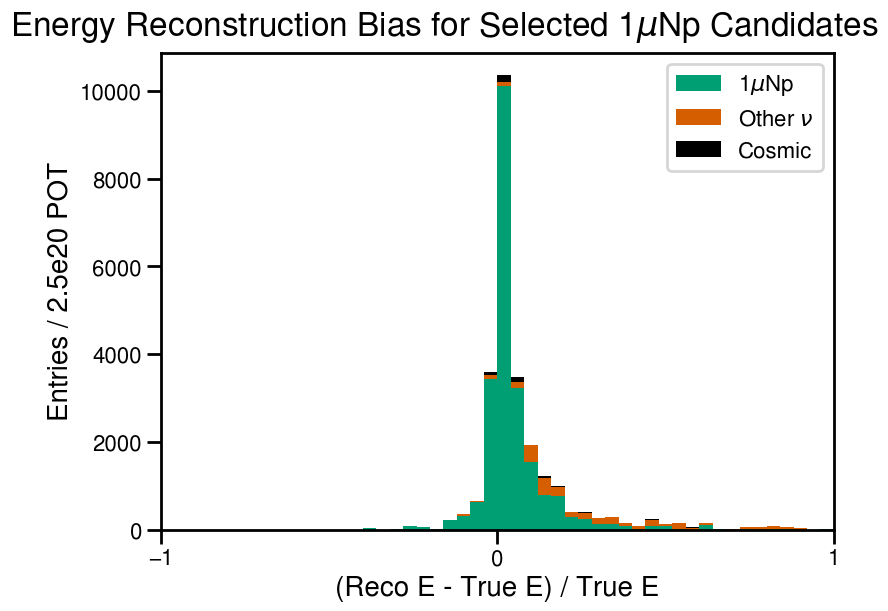 Energy Reconstruction Bias for Selected 1μNp Candidates
Entries / 2.5e20 POT
10000
8000
6000
4000
2000
0
1μNp
Other ν
Cosmic
−1
0
1
(Reco E - True E) / True E